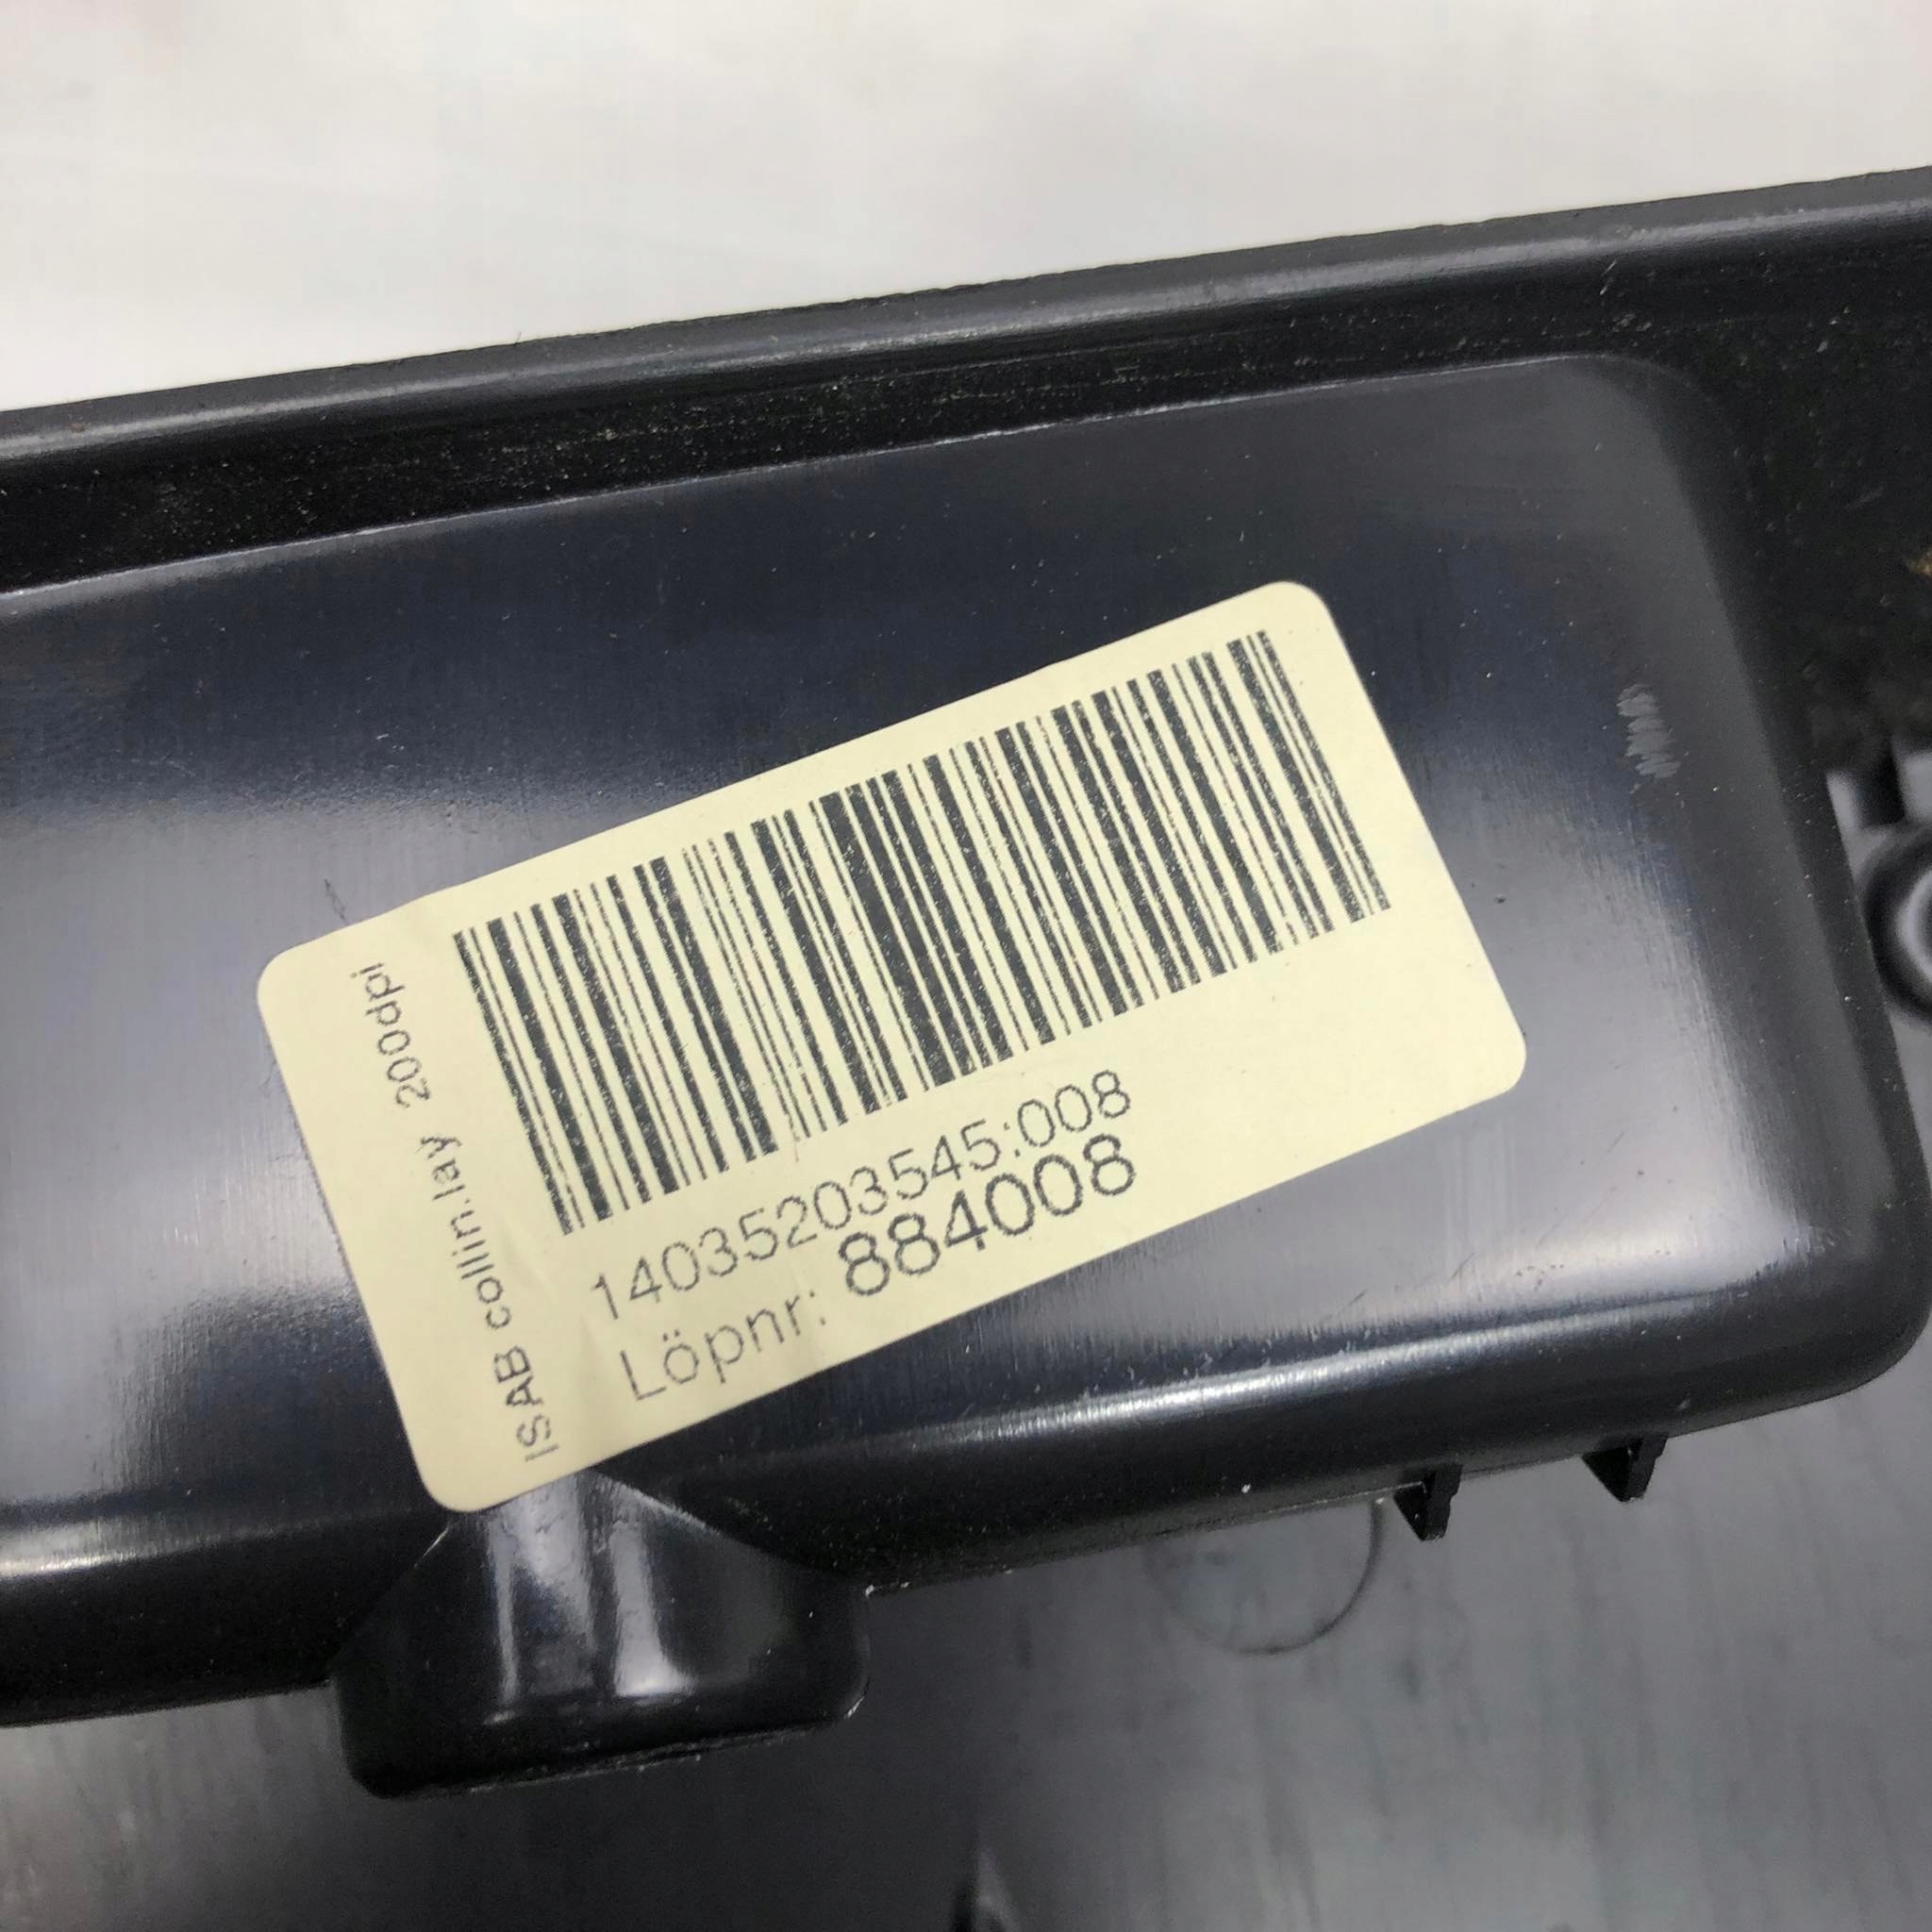 14035203545:008
Löpnr: 884008
ISAB collin.lay 200dpi